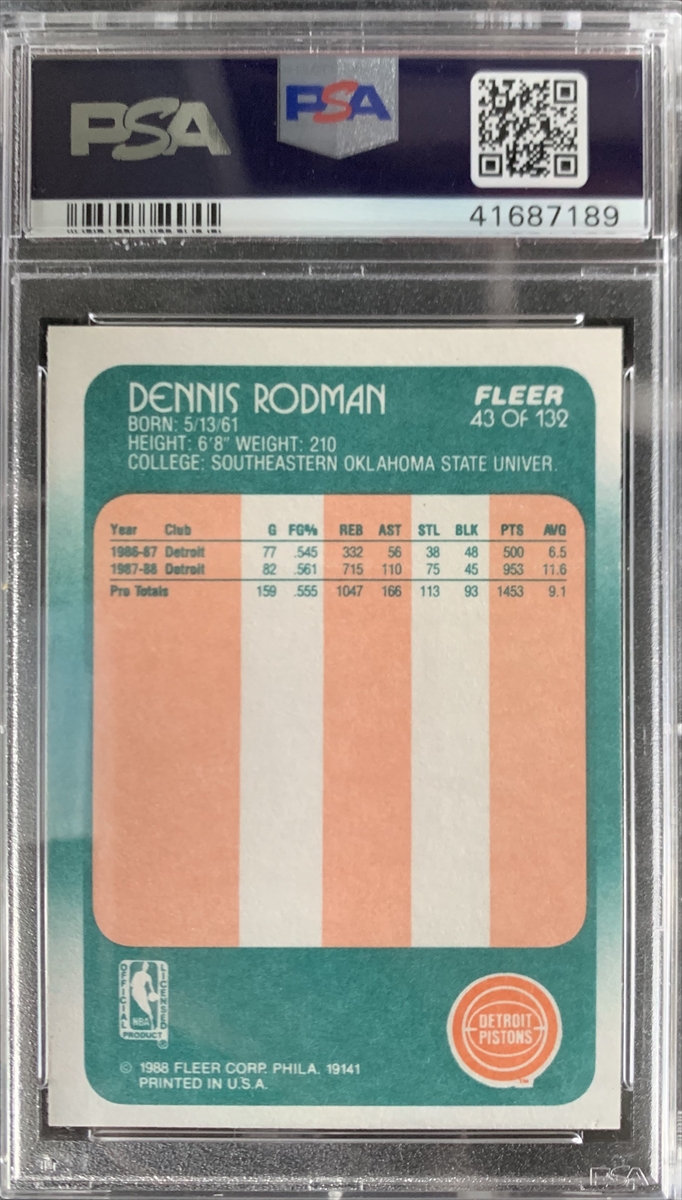 PSA PSA
41687189
DENNIS RODMAN FLEER
BORN: 5/13/61 43 OF 132
HEIGHT: 6'8" WEIGHT: 210
COLLEGE: SOUTHEASTERN OKLAHOMA STATE UNIVER.
Year Club G FG% REB AST STL BLK PTS AVG
1986-87 Detroit 77 .545 332 56 38 48 500 6.5
1987-88 Detroit 82 .561 715 110 75 45 953 11.6
Pro Totals 159 .555 1047 166 113 93 1453 9.1
OFFICIAL LICENSED
NBA
PRODUCT ®
DETROIT
PISTONS
TM
© 1988 FLEER CORP. PHILA. 19141
PRINTED IN U.S.A.
PSA